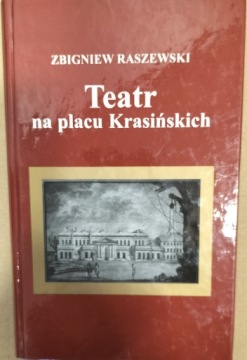 ZBIGNIEW RASZEWSKI
Teatr
na placu Krasińskich